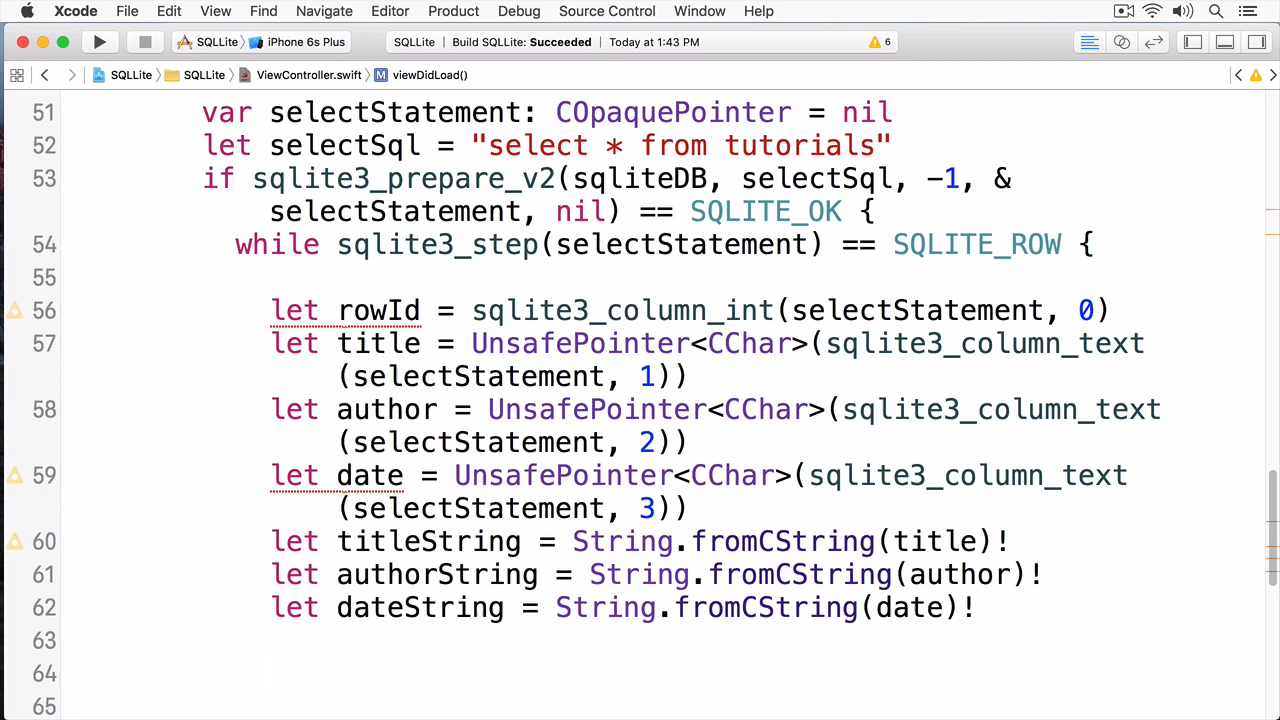 Xcode File Edit View Find Navigate Editor Product Debug Source Control Window Help
SQLLite iPhone 6s Plus SQLLite Build SQLLite: Succeeded Today at 1:43 PM 6
SQLLite SQLLite ViewController.swift M viewDidLoad()
51 var selectStatement: COpaquePointer = nil
52 let selectSql = "select * from tutorials"
53 if sqlite3_prepare_v2(sqliteDB, selectSql, -1, &
selectStatement, nil) == SQLITE_OK {
54 while sqlite3_step(selectStatement) == SQLITE_ROW {
55
56 let rowId = sqlite3_column_int(selectStatement, 0)
57 let title = UnsafePointer<CChar>(sqlite3_column_text
(selectStatement, 1))
58 let author = UnsafePointer<CChar>(sqlite3_column_text
(selectStatement, 2))
59 let date = UnsafePointer<CChar>(sqlite3_column_text
(selectStatement, 3))
60 let titleString = String.fromCString(title)!
61 let authorString = String.fromCString(author)!
62 let dateString = String.fromCString(date)!
63
64
65